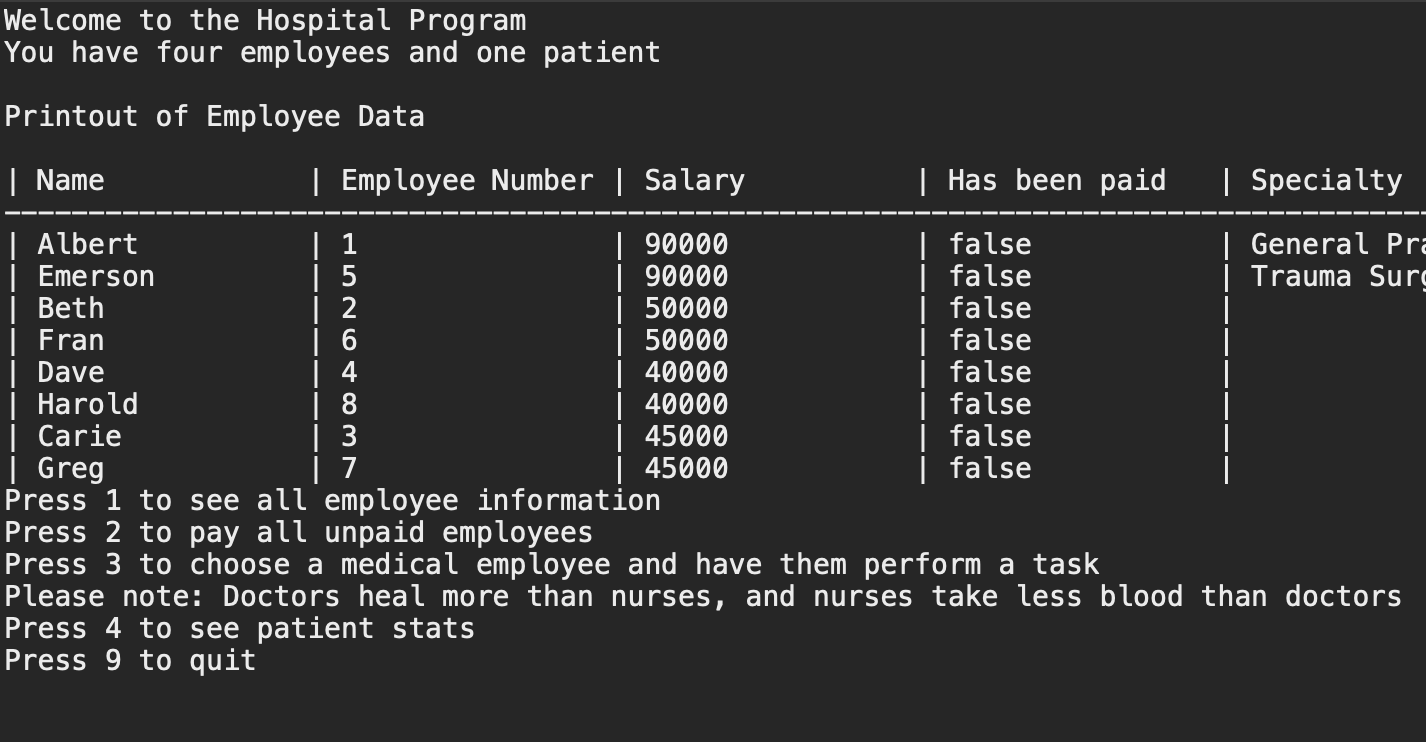 Welcome to the Hospital Program
You have four employees and one patient
Printout of Employee Data
| Name | Employee Number | Salary | Has been paid | Specialty
| Albert | 1 | 90000 | false | General
| Emerson | 5 | 90000 | false | Trauma
| Beth | 2 | 50000 | false |
| Fran | 6 | 50000 | false |
| Dave | 4 | 40000 | false |
| Harold | 8 | 40000 | false |
| Carie | 3 | 45000 | false |
| Greg | 7 | 45000 | false |
Press 1 to see all employee information
Press 2 to pay all unpaid employees
Press 3 to choose a medical employee and have them perform a task
Please note: Doctors heal more than nurses, and nurses take less blood than doctors
Press 4 to see patient stats
Press 9 to quit